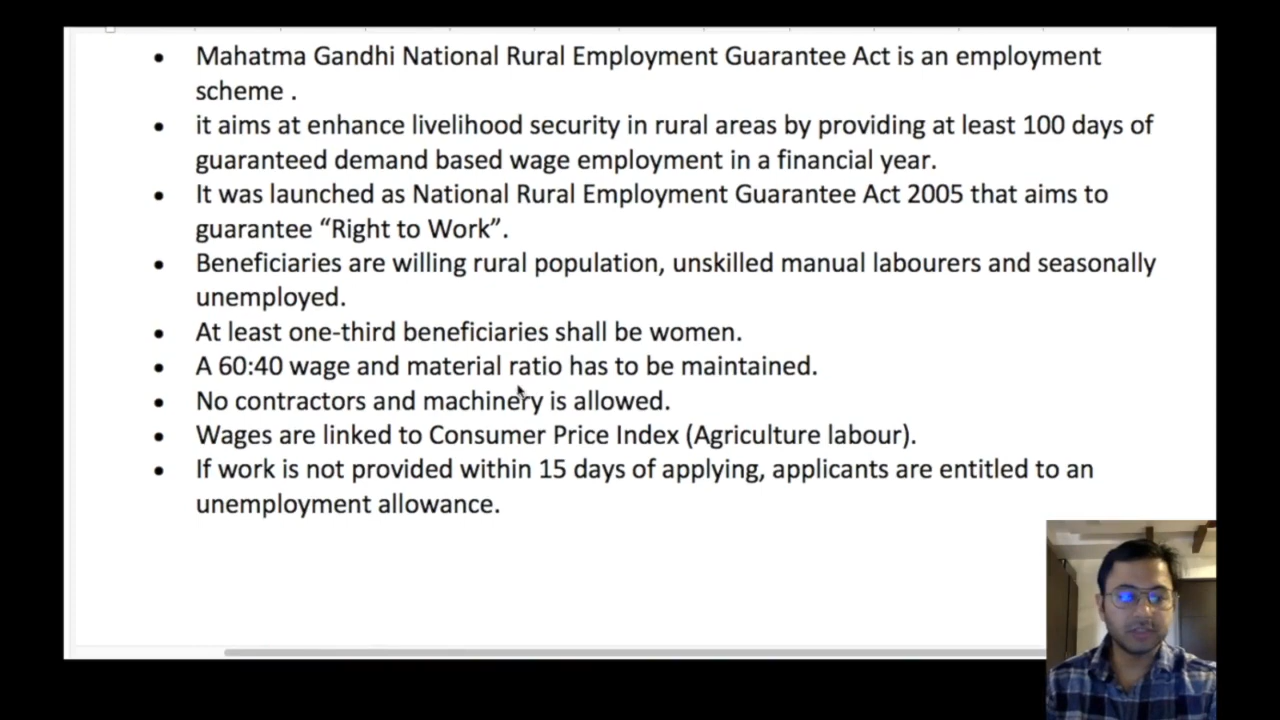 Mahatma Gandhi National Rural Employment Guarantee Act is an employment
scheme .
it aims at enhance livelihood security in rural areas by providing at least 100 days of
guaranteed demand based wage employment in a financial year.
It was launched as National Rural Employment Guarantee Act 2005 that aims to
guarantee “Right to Work”.
Beneficiaries are willing rural population, unskilled manual labourers and seasonally
unemployed.
At least one-third beneficiaries shall be women.
A 60:40 wage and material ratio has to be maintained.
No contractors and machinery is allowed.
Wages are linked to Consumer Price Index (Agriculture labour).
If work is not provided within 15 days of applying, applicants are entitled to an
unemployment allowance.